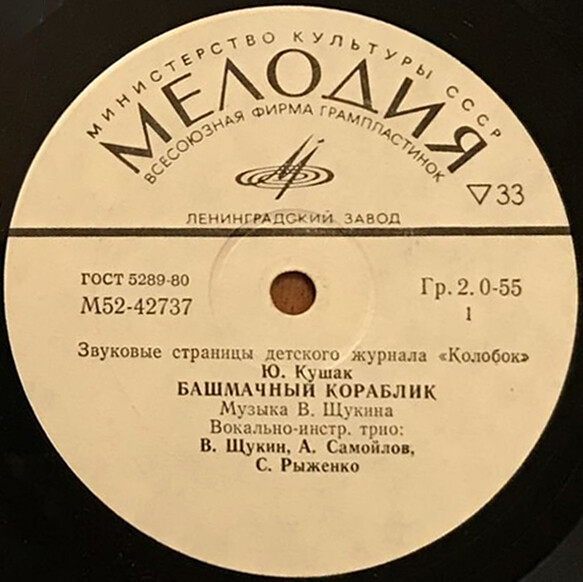 МИНИСТЕРСТВО КУЛЬТУРЫ СССР
МЕЛОДИЯ
ВСЕСОЮЗНАЯ ФИРМА ГРАМПЛАСТИНОК
▽33
ЛЕНИНГРАДСКИЙ ЗАВОД
ГОСТ 5289-80
М52-42737
Гр. 2. 0-55
1
Звуковые страницы детского журнала «Колобок»
Ю. Кушак
БАШМАЧНЫЙ КОРАБЛИК
Музыка В. Щукина
Вокально-инстр. трио:
В. Щукин, А. Самойлов,
С. Рыженко